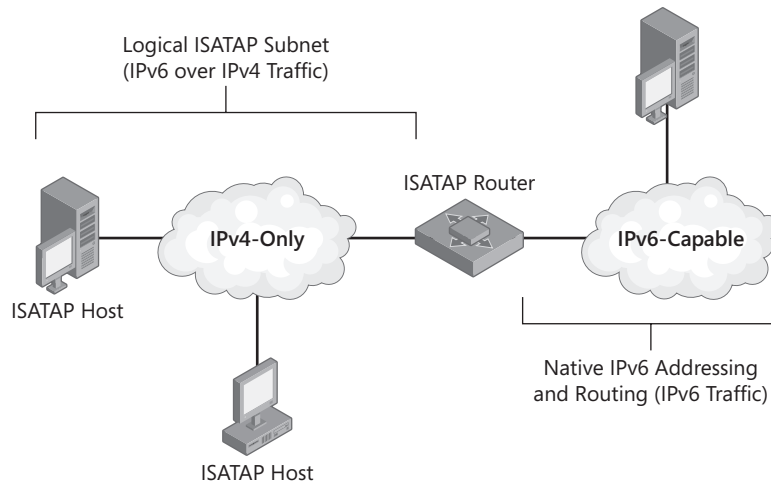 Logical ISATAP Subnet
(IPv6 over IPv4 Traffic)
ISATAP Router
IPv4-Only
IPv6-Capable
ISATAP Host
Native IPv6 Addressing
and Routing (IPv6 Traffic)
ISATAP Host